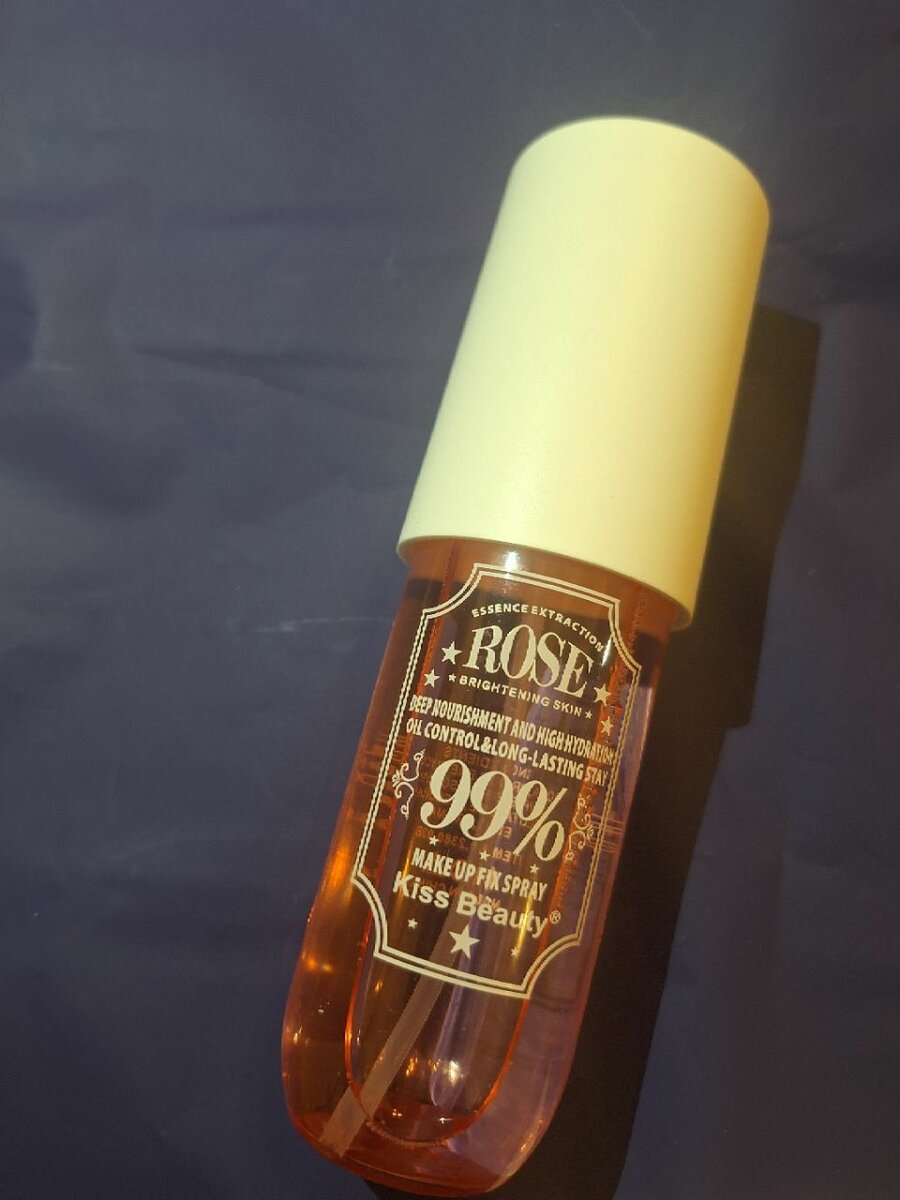 ESSENCE EXTRACTION
ROSE
BRIGHTENING SKIN
DEEP NOURISHMENT AND HIGH HYDRATION
OIL CONTROL&LONG-LASTING STAY
99%
MAKE UP FIX SPRAY
Kiss Beauty®